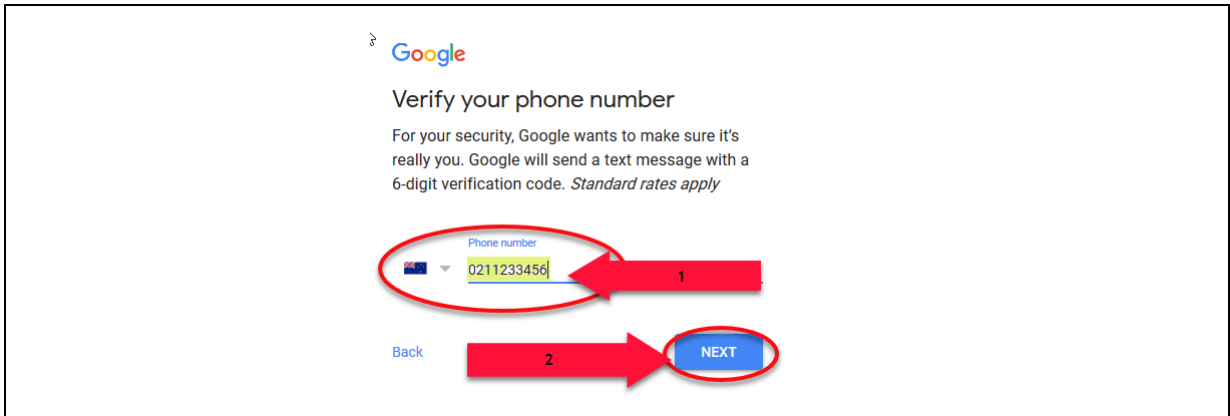 Google
Verify your phone number
For your security, Google wants to make sure it's
really you. Google will send a text message with a
6-digit verification code. Standard rates apply
Phone number
0211233456
1
Back
2
NEXT